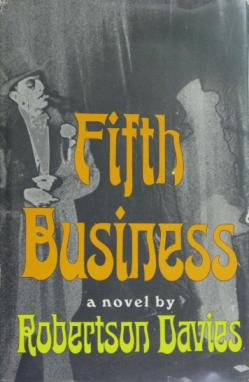 Fifth
Business
a novel by
Robertson Davies